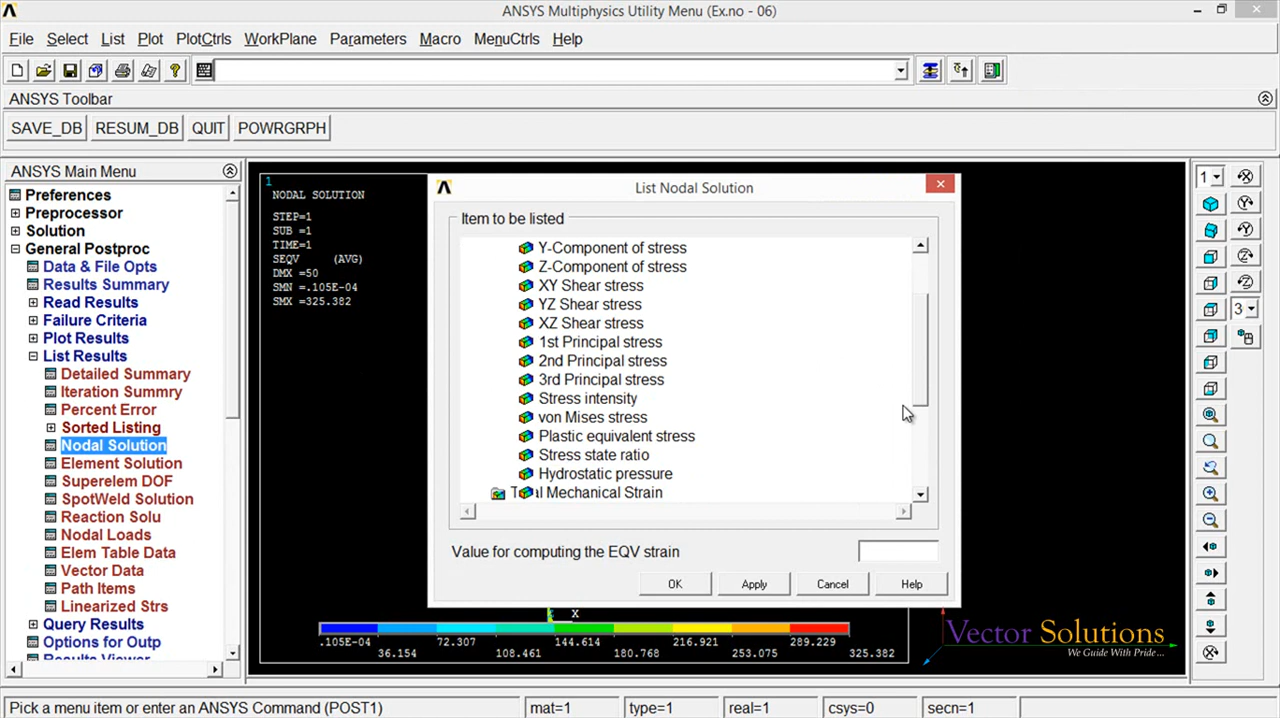 ANSYS Multiphysics Utility Menu (Ex.no - 06)
File Select List Plot PlotCtrls WorkPlane Parameters Macro MenuCtrls Help
ANSYS Toolbar
SAVE_DB RESUM_DB QUIT POWRGRPH
ANSYS Main Menu
Preferences
Preprocessor
Solution
General Postproc
Data & File Opts
Results Summary
Read Results
Failure Criteria
Plot Results
List Results
Detailed Summary
Iteration Summry
Percent Error
Sorted Listing
Nodal Solution
Element Solution
Superelem DOF
SpotWeld Solution
Reaction Solu
Nodal Loads
Elem Table Data
Vector Data
Path Items
Linearized Strs
Query Results
Options for Outp
Results Viewer
1
NODAL SOLUTION
STEP=1
SUB =1
TIME=1
SEQV (AVG)
DMX =50
SMN =.105E-04
SMX =325.382
List Nodal Solution
Item to be listed
Y-Component of stress
Z-Component of stress
XY Shear stress
YZ Shear stress
XZ Shear stress
1st Principal stress
2nd Principal stress
3rd Principal stress
Stress intensity
von Mises stress
Plastic equivalent stress
Stress state ratio
Hydrostatic pressure
Mechanical Strain
Value for computing the EQV strain
OK Apply Cancel Help
X
.105E-04 72.307 144.614 216.921 289.229
36.154 108.461 180.768 253.075 325.382
Vector Solutions
We Guide With Pride...
1
3
Pick a menu item or enter an ANSYS Command (POST1) mat=1 type=1 real=1 csys=0 secn=1